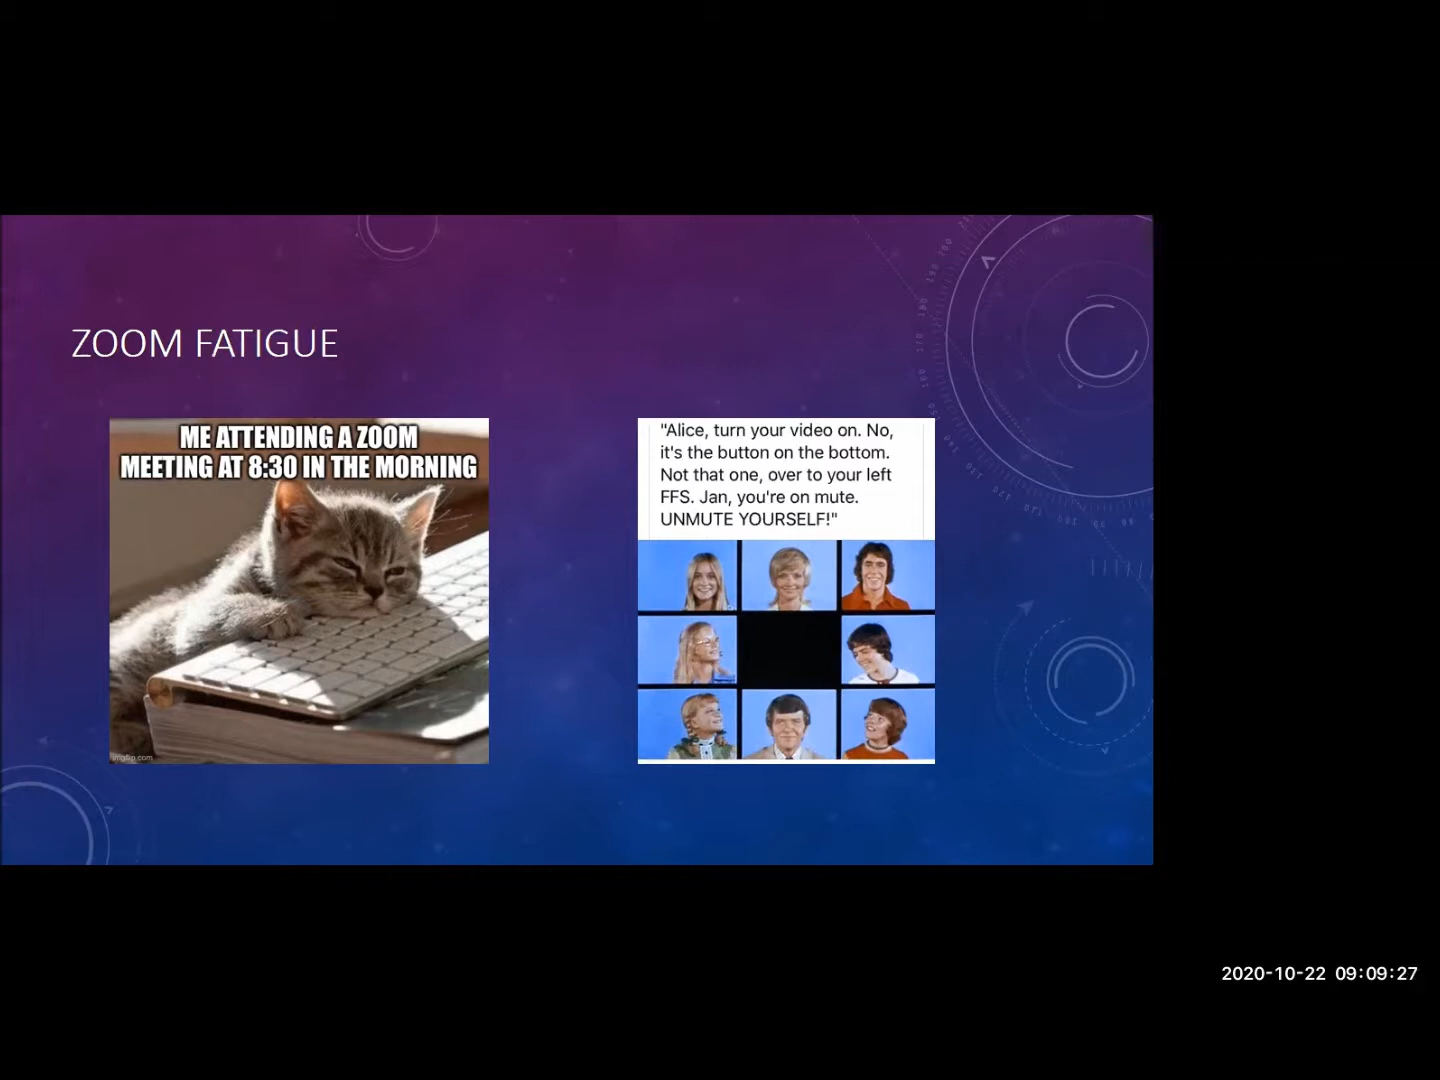 ZOOM FATIGUE
ME ATTENDING A ZOOM
MEETING AT 8:30 IN THE MORNING
imgflip.com
"Alice, turn your video on. No,
it's the button on the bottom.
Not that one, over to your left
FFS. Jan, you're on mute.
UNMUTE YOURSELF!"
2020-10-22 09:09:27